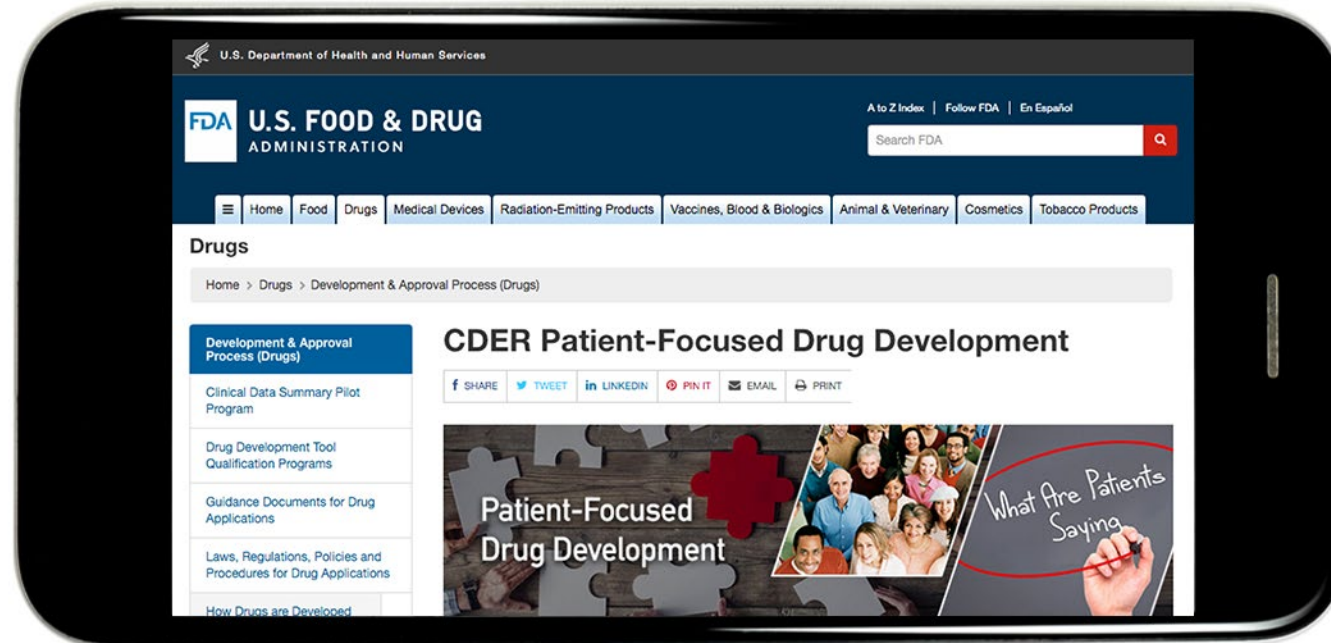 U.S. Department of Health and Human Services
FDA
U.S. FOOD & DRUG
ADMINISTRATION
A to Z Index | Follow FDA | En Español
Search FDA
Home Food Drugs Medical Devices Radiation-Emitting Products Vaccines, Blood & Biologics Animal & Veterinary Cosmetics Tobacco Products
Drugs
Home > Drugs > Development & Approval Process (Drugs)
Development & Approval
Process (Drugs)
Clinical Data Summary Pilot
Program
Drug Development Tool
Qualification Programs
Guidance Documents for Drug
Applications
Laws, Regulations, Policies and
Procedures for Drug Applications
How Drugs are Developed
CDER Patient-Focused Drug Development
f SHARE TWEET in LINKEDIN PIN IT EMAIL PRINT
Patient-Focused
Drug Development
What Are Patients
Saying